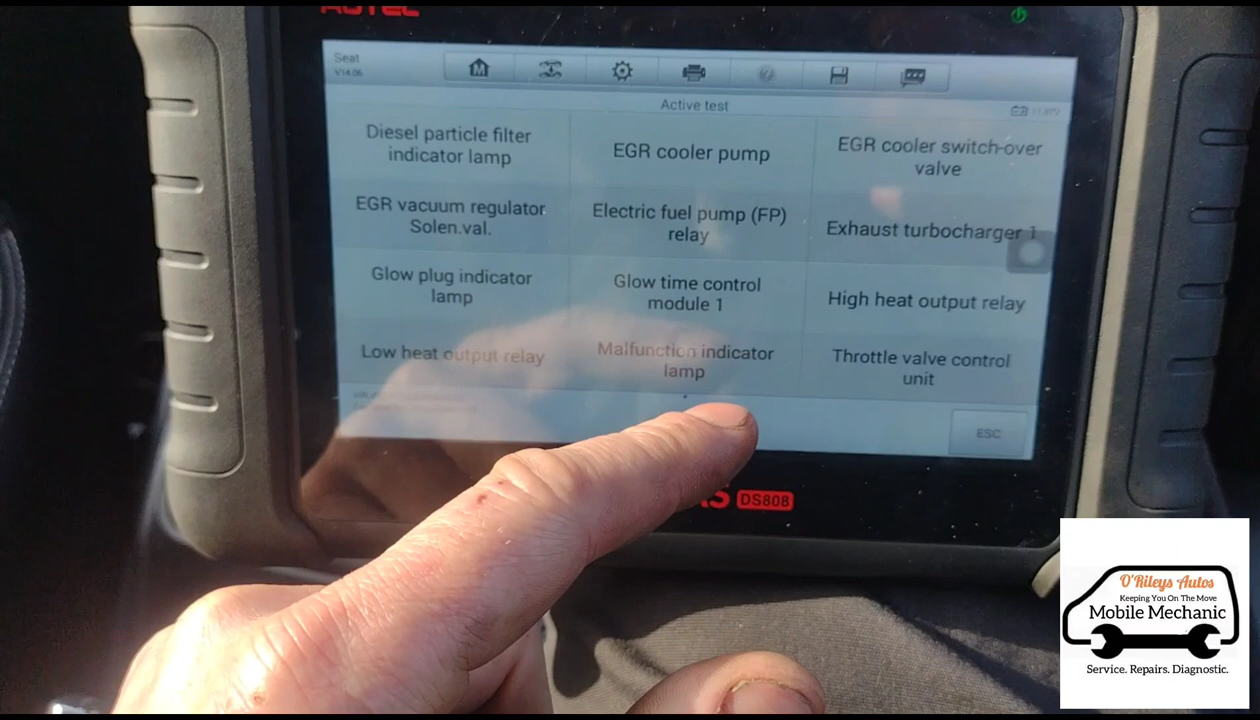 AUTEL
Seat
V14.06
Active test
Diesel particle filter
indicator lamp
EGR cooler pump
EGR cooler switch-over
valve
EGR vacuum regulator
Solen.val.
Electric fuel pump (FP)
relay
Exhaust turbocharger 1
Glow plug indicator
lamp
Glow time control
module 1
High heat output relay
Low heat output relay
Malfunction indicator
lamp
Throttle valve control
unit
ESC
DS808
O'Rileys Autos
Keeping You On The Move
Mobile Mechanic
Service. Repairs. Diagnostic.